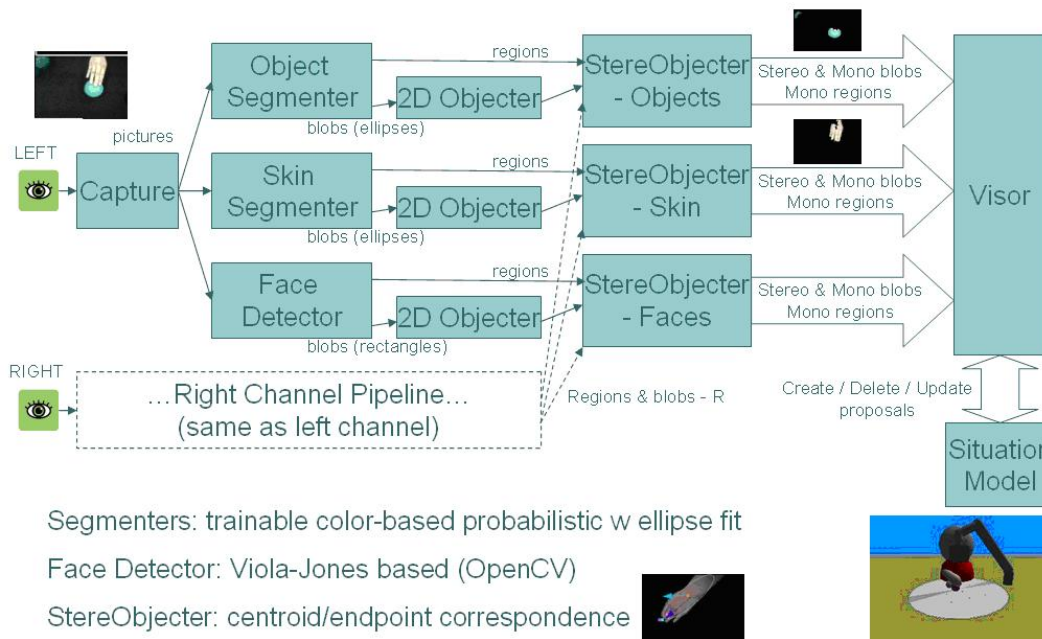 LEFT
pictures
Capture
Object
Segmenter
regions
2D Objecter
blobs (ellipses)
StereObjecter
- Objects
Stereo & Mono blobs
Mono regions
Skin
Segmenter
regions
2D Objecter
blobs (ellipses)
StereObjecter
- Skin
Stereo & Mono blobs
Mono regions
Visor
Face
Detector
regions
2D Objecter
blobs (rectangles)
StereObjecter
- Faces
Stereo & Mono blobs
Mono regions
RIGHT
...Right Channel Pipeline...
(same as left channel)
Regions & blobs - R
Create / Delete / Update
proposals
Situation
Model
Segmenters: trainable color-based probabilistic w ellipse fit
Face Detector: Viola-Jones based (OpenCV)
StereObjecter: centroid/endpoint correspondence